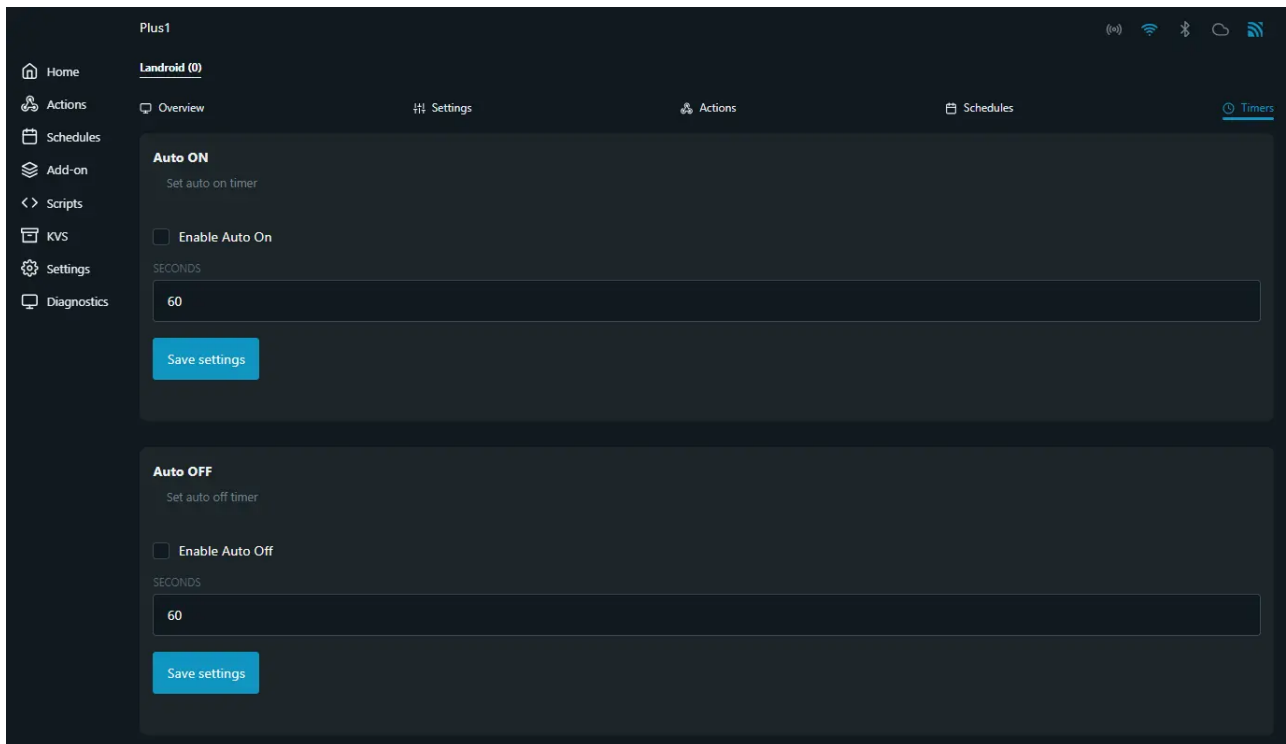 Plus1
Home
Actions
Schedules
Add-on
Scripts
KVS
Settings
Diagnostics
Landroid (0)
Overview Settings Actions Schedules Timers
Auto ON
Set auto on timer
Enable Auto On
SECONDS
60
Save settings
Auto OFF
Set auto off timer
Enable Auto Off
SECONDS
60
Save settings